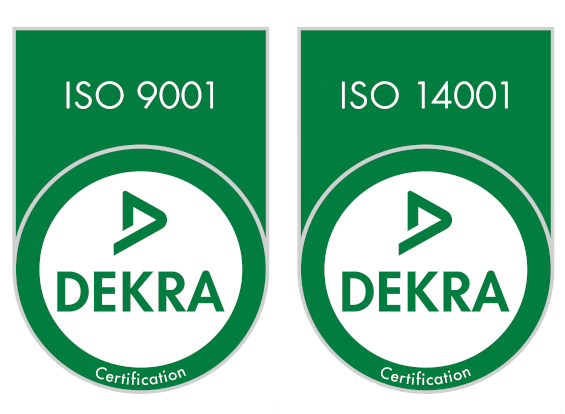 ISO 9001
DEKRA
Certification
ISO 14001
DEKRA
Certification